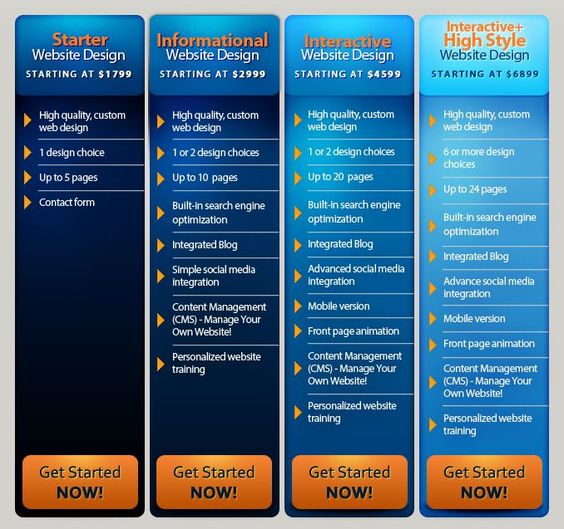 Starter
Website Design
STARTING AT $1799
High quality, custom
web design
1 design choice
Up to 5 pages
Contact form
Get Started
NOW!
Informational
Website Design
STARTING AT $2999
High quality, custom
web design
1 or 2 design choices
Up to 10 pages
Built-in search engine
optimization
Integrated Blog
Simple social media
integration
Content Management
(CMS) - Manage Your
Own Website!
Personalized website
training
Get Started
NOW!
Interactive
Website Design
STARTING AT $4599
High quality, custom
web design
1 or 2 design choices
Up to 20 pages
Built-in search engine
optimization
Integrated Blog
Advanced social media
integration
Mobile version
Front page animation
Content Management
(CMS) - Manage Your
Own Website!
Personalized website
training
Get Started
NOW!
Interactive+
High Style
Website Design
STARTING AT $6899
High quality, custom
web design
6 or more design
choices
Up to 24 pages
Built-in search engine
optimization
Integrated Blog
Advance social media
integration
Mobile version
Front page animation
Content Management
(CMS) - Manage Your
Own Website!
Personalized website
training
Get Started
NOW!